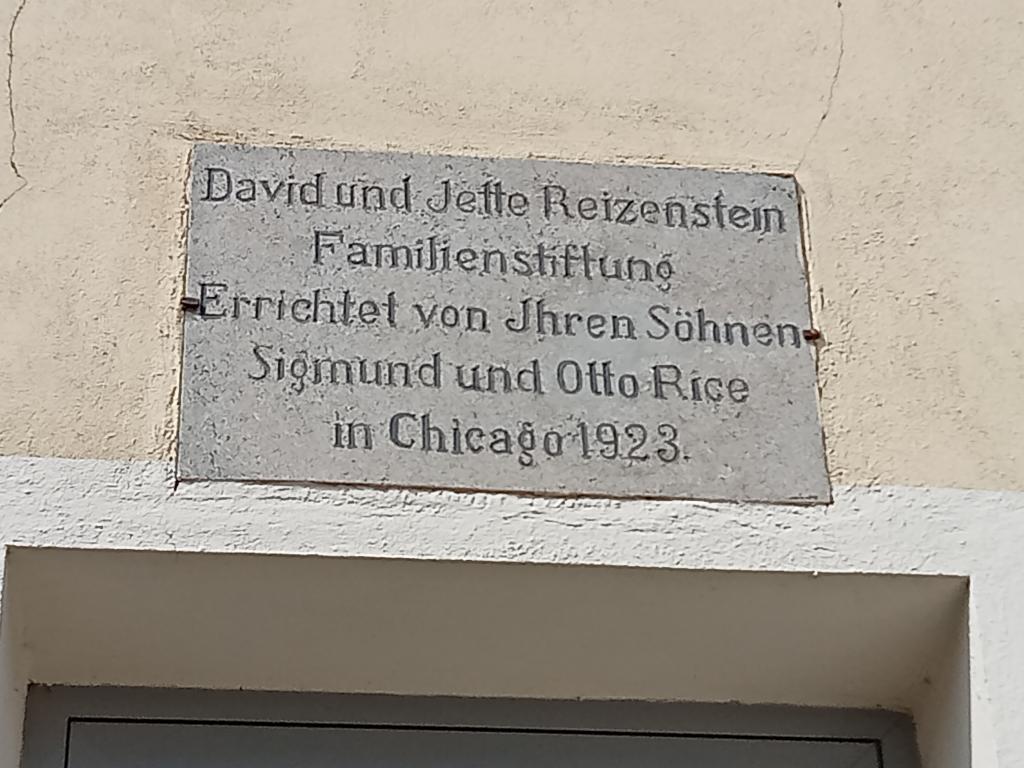 David und Jette Reizenstein
Familienstiftung
Errichtet von Jhren Söhnen
Sigmund und Otto Rice
in Chicago 1923.